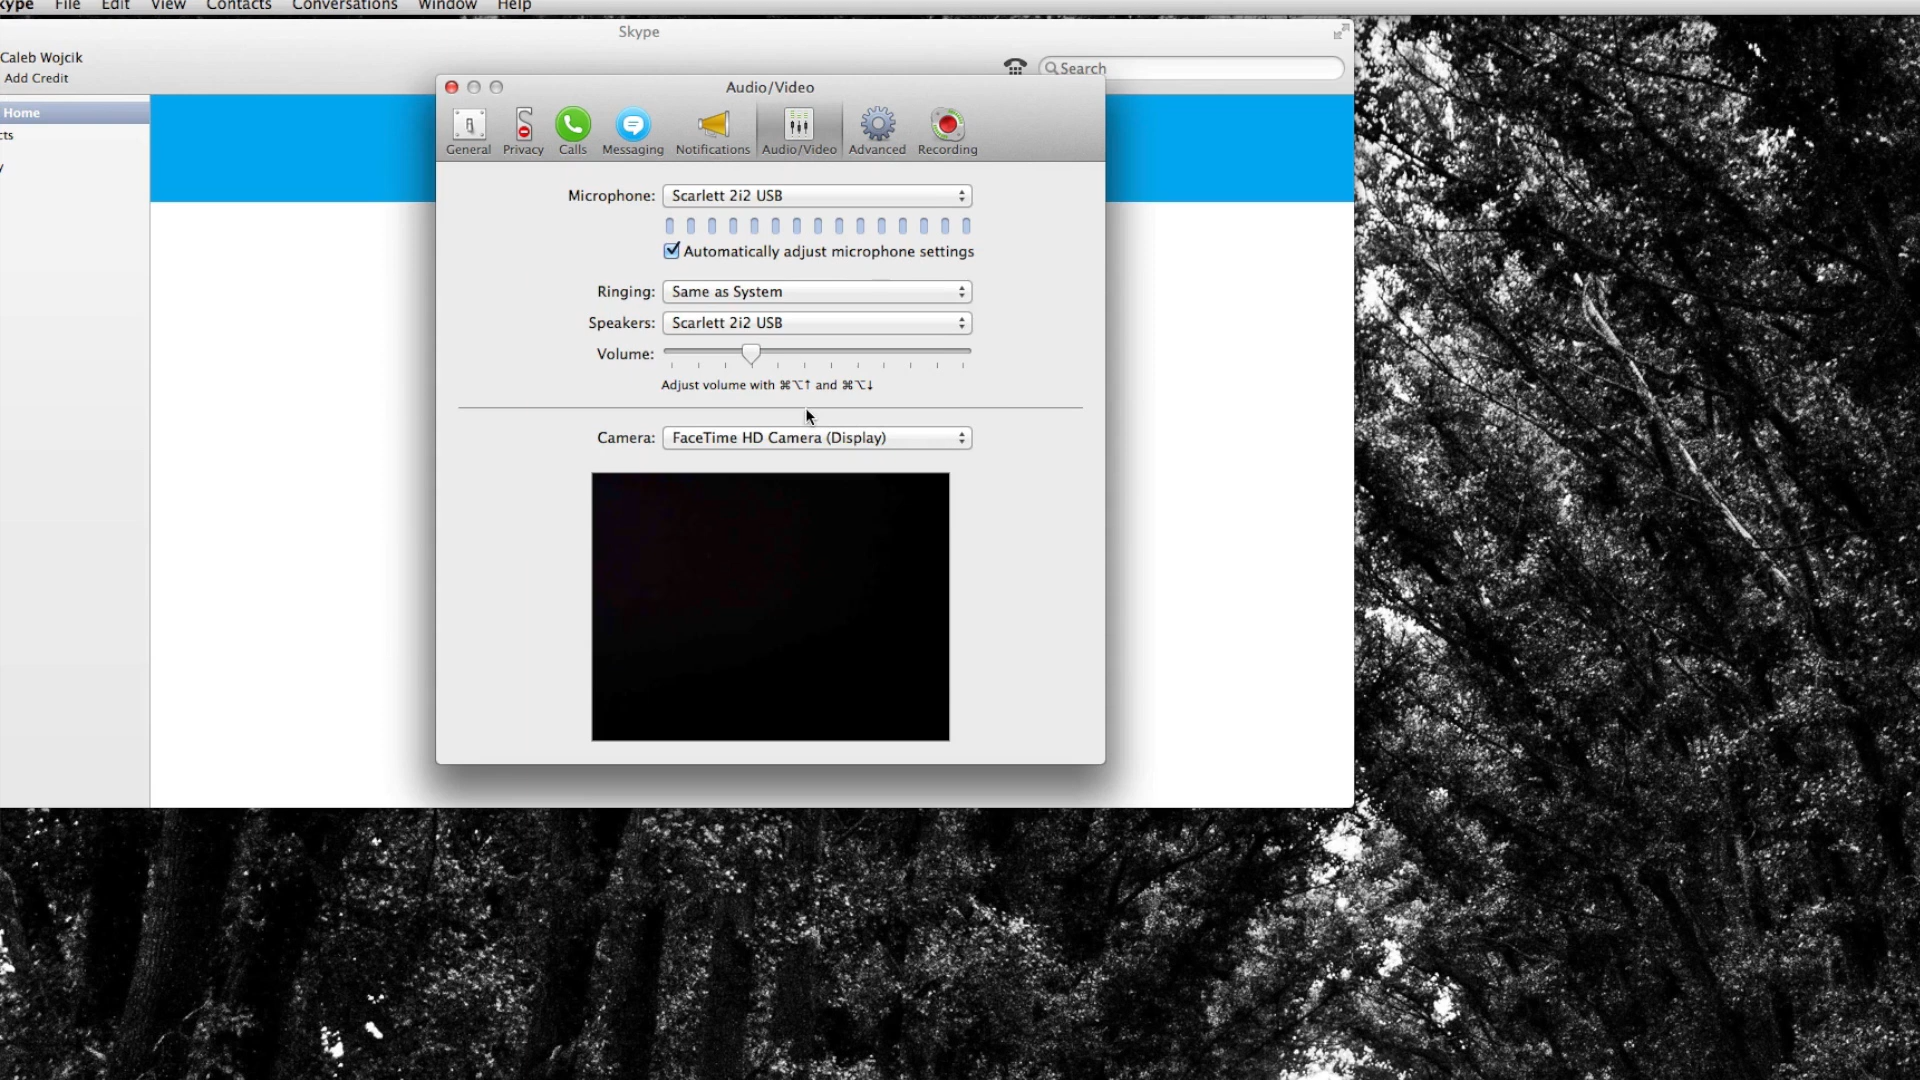 kype File Edit View Contacts Conversations Window Help
Skype
Caleb Wojcik
Add Credit
Search
Home
cts
y
Audio/Video
General Privacy Calls Messaging Notifications Audio/Video Advanced Recording
Microphone: Scarlett 2i2 USB
Automatically adjust microphone settings
Ringing: Same as System
Speakers: Scarlett 2i2 USB
Volume:
Adjust volume with ⌘⌥↑ and ⌘⌥↓
Camera: FaceTime HD Camera (Display)